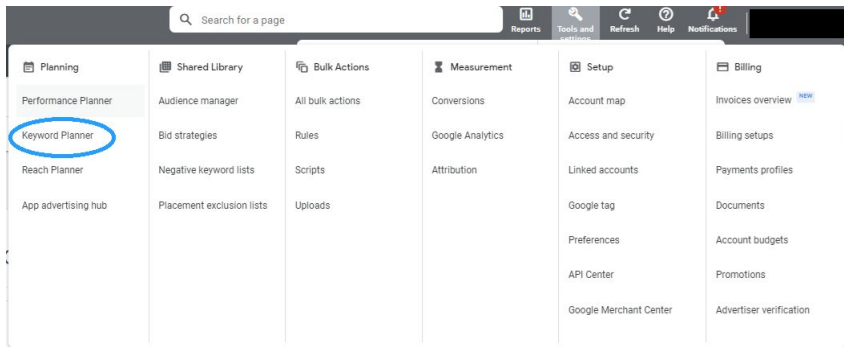 Search for a page
Reports
Tools and
settings
Refresh
Help
Notifications
Planning
Performance Planner
Keyword Planner
Reach Planner
App advertising hub
Shared Library
Audience manager
Bid strategies
Negative keyword lists
Placement exclusion lists
Bulk Actions
All bulk actions
Rules
Scripts
Uploads
Measurement
Conversions
Google Analytics
Attribution
Setup
Account map
Access and security
Linked accounts
Google tag
Preferences
API Center
Google Merchant Center
Billing
Invoices overview NEW
Billing setups
Payments profiles
Documents
Account budgets
Promotions
Advertiser verification